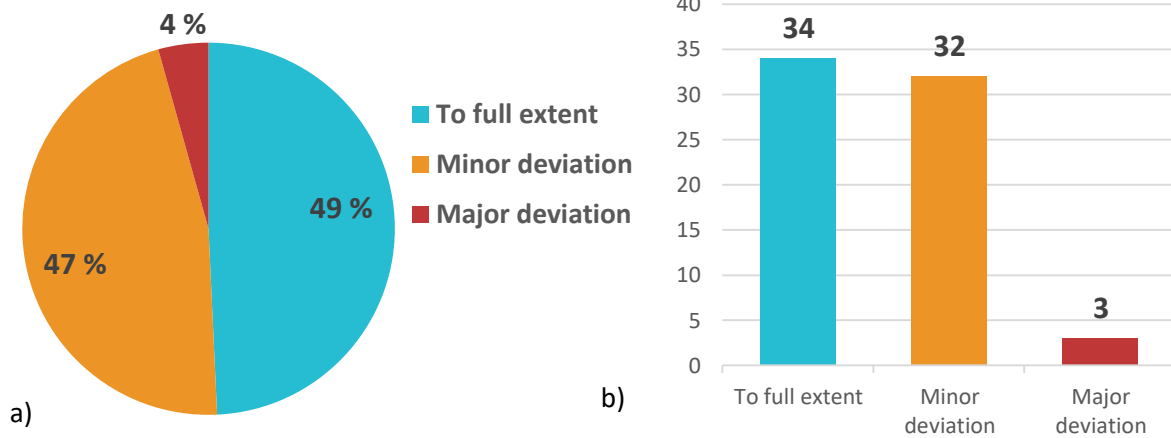 4 %
49 %
47 %
To full extent
Minor deviation
Major deviation
a)
40
35
30
25
20
15
10
5
0
34
32
3
To full extent
Minor
deviation
Major
deviation
b)